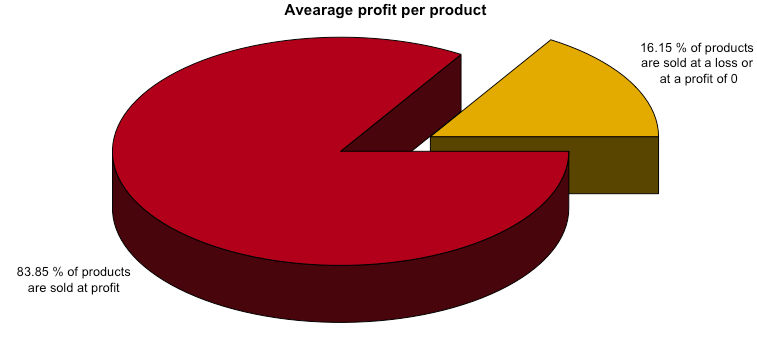 Avearage profit per product
16.15 % of products
are sold at a loss or
at a profit of 0
83.85 % of products
are sold at profit